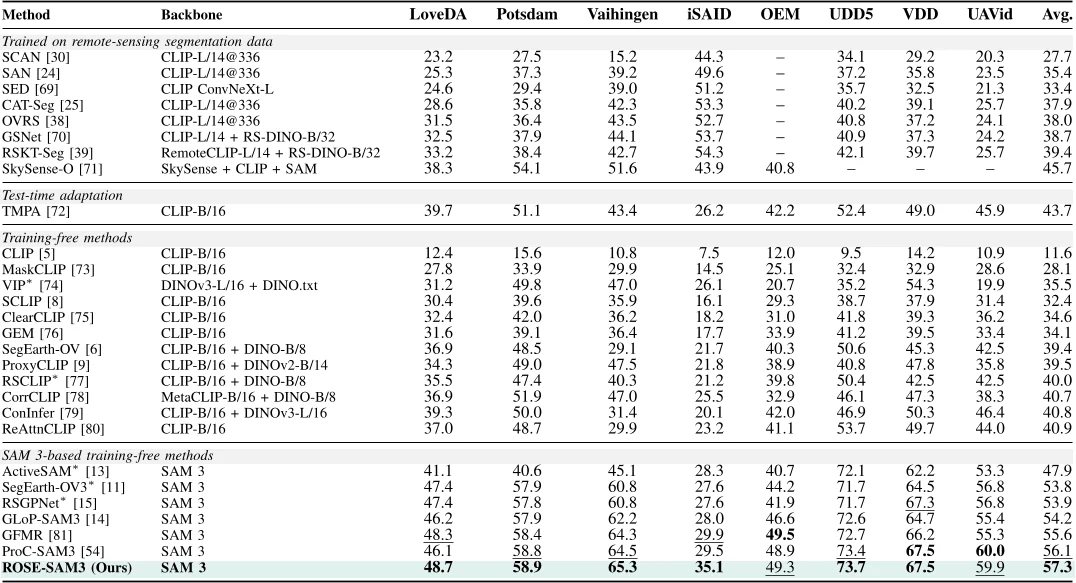 Method Backbone LoveDA Potsdam Vaihingen iSAID OEM UDD5 VDD UAVid Avg.
Trained on remote-sensing segmentation data
SCAN [30] CLIP-L/14@336 23.2 27.5 15.2 44.3 – 34.1 29.2 20.3 27.7
SAN [24] CLIP-L/14@336 25.3 37.3 39.2 49.6 – 37.2 35.8 23.5 35.4
SED [69] CLIP ConvNeXt-L 24.6 29.4 39.0 51.2 – 35.7 32.5 21.3 33.4
CAT-Seg [25] CLIP-L/14@336 28.6 35.8 42.3 53.3 – 40.2 39.1 25.7 37.9
OVRS [38] CLIP-L/14@336 31.5 36.4 43.5 52.7 – 40.8 37.2 24.1 38.0
GSNet [70] CLIP-L/14 + RS-DINO-B/32 32.5 37.9 44.1 53.7 – 40.9 37.3 24.2 38.7
RSKT-Seg [39] RemoteCLIP-L/14 + RS-DINO-B/32 33.2 38.4 42.7 54.3 – 42.1 39.7 25.7 39.4
SkySense-O [71] SkySense + CLIP + SAM 38.3 54.1 51.6 43.9 40.8 – – – 45.7
Test-time adaptation
TMPA [72] CLIP-B/16 39.7 51.1 43.4 26.2 42.2 52.4 49.0 45.9 43.7
Training-free methods
CLIP [5] CLIP-B/16 12.4 15.6 10.8 7.5 12.0 9.5 14.2 10.9 11.6
MaskCLIP [73] CLIP-B/16 27.8 33.9 29.9 14.5 25.1 32.4 32.9 28.6 28.1
VIP* [74] DINOv3-L/16 + DINO.txt 31.2 49.8 47.0 26.1 20.7 35.2 54.3 19.9 35.5
SCLIP [8] CLIP-B/16 30.4 39.6 35.9 16.1 29.3 38.7 37.9 31.4 32.4
ClearCLIP [75] CLIP-B/16 32.4 42.0 36.2 18.2 31.0 41.8 39.3 36.2 34.6
GEM [76] CLIP-B/16 31.6 39.1 36.4 17.7 33.9 41.2 39.5 33.4 34.1
SegEarth-OV [6] CLIP-B/16 + DINO-B/8 36.9 48.5 29.1 21.7 40.3 50.6 45.3 42.5 39.4
ProxyCLIP [9] CLIP-B/16 + DINOv2-B/14 34.3 49.0 47.5 21.8 38.9 40.8 47.8 35.8 39.5
RSCLIP* [77] CLIP-B/16 + DINO-B/8 35.5 47.4 40.3 21.2 39.8 50.4 42.5 42.5 40.0
CorrCLIP [78] MetaCLIP-B/16 + DINO-B/8 36.9 51.9 47.0 25.5 32.9 46.1 47.3 38.3 40.7
ConInfer [79] CLIP-B/16 + DINOv3-L/16 39.3 50.0 31.4 20.1 42.0 46.9 50.3 46.4 40.8
ReAttnCLIP [80] CLIP-B/16 37.0 48.7 29.9 23.2 41.1 53.7 49.7 44.0 40.9
SAM 3-based training-free methods
ActiveSAM* [13] SAM 3 41.1 40.6 45.1 28.3 40.7 72.1 62.2 53.3 47.9
SegEarth-OV3* [11] SAM 3 47.4 57.9 60.8 27.6 44.2 71.7 64.5 56.8 53.8
RSGPNet* [15] SAM 3 47.4 57.8 60.8 27.6 41.9 71.7 67.3 56.8 53.9
GLoP-SAM3 [14] SAM 3 46.2 57.9 62.2 28.0 46.6 72.6 64.7 55.4 54.2
GFMR [81] SAM 3 48.3 58.4 64.3 29.9 49.5 72.7 66.2 55.3 55.6
ProC-SAM3 [54] SAM 3 46.1 58.8 64.5 29.5 48.9 73.4 67.5 60.0 56.1
ROSE-SAM3 (Ours) SAM 3 48.7 58.9 65.3 35.1 49.3 73.7 67.5 59.9 57.3